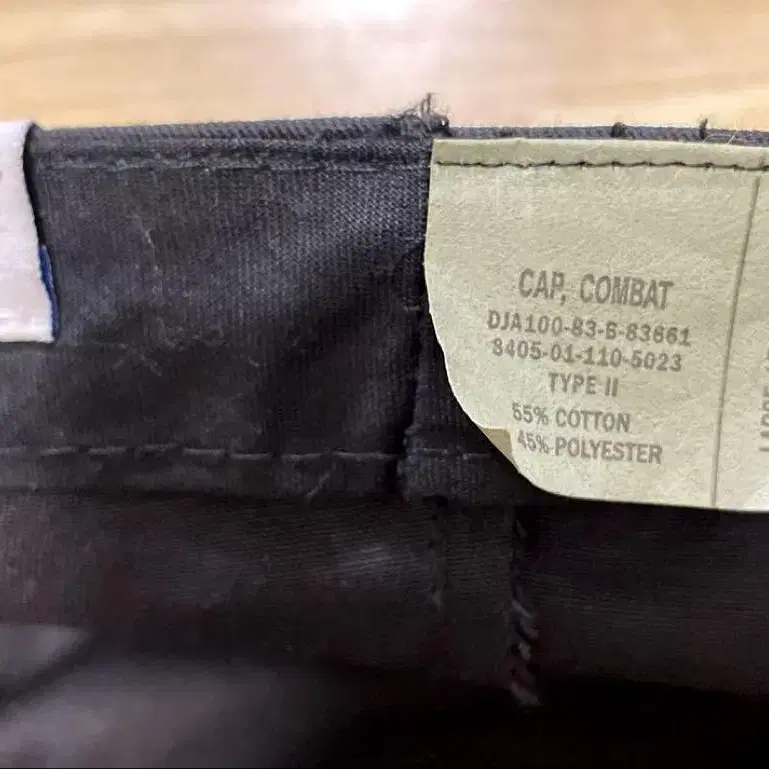 CAP, COMBAT
DJA100-83-S-83661
8405-01-110-5023
TYPE II
55% COTTON
45% POLYESTER